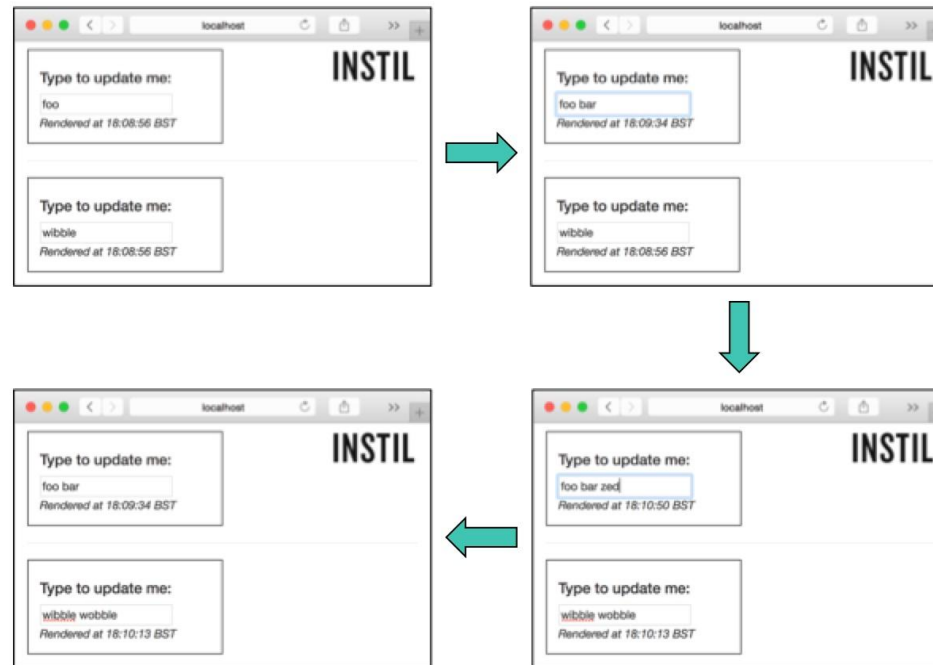 localhost
INSTIL
Type to update me:
foo
Rendered at 18:08:56 BST
Type to update me:
wibble
Rendered at 18:08:56 BST
localhost
INSTIL
Type to update me:
foo bar
Rendered at 18:09:34 BST
Type to update me:
wibble
Rendered at 18:08:56 BST
localhost
INSTIL
Type to update me:
foo bar
Rendered at 18:09:34 BST
Type to update me:
wibble wobble
Rendered at 18:10:13 BST
localhost
INSTIL
Type to update me:
foo bar zed
Rendered at 18:10:50 BST
Type to update me:
wibble wobble
Rendered at 18:10:13 BST